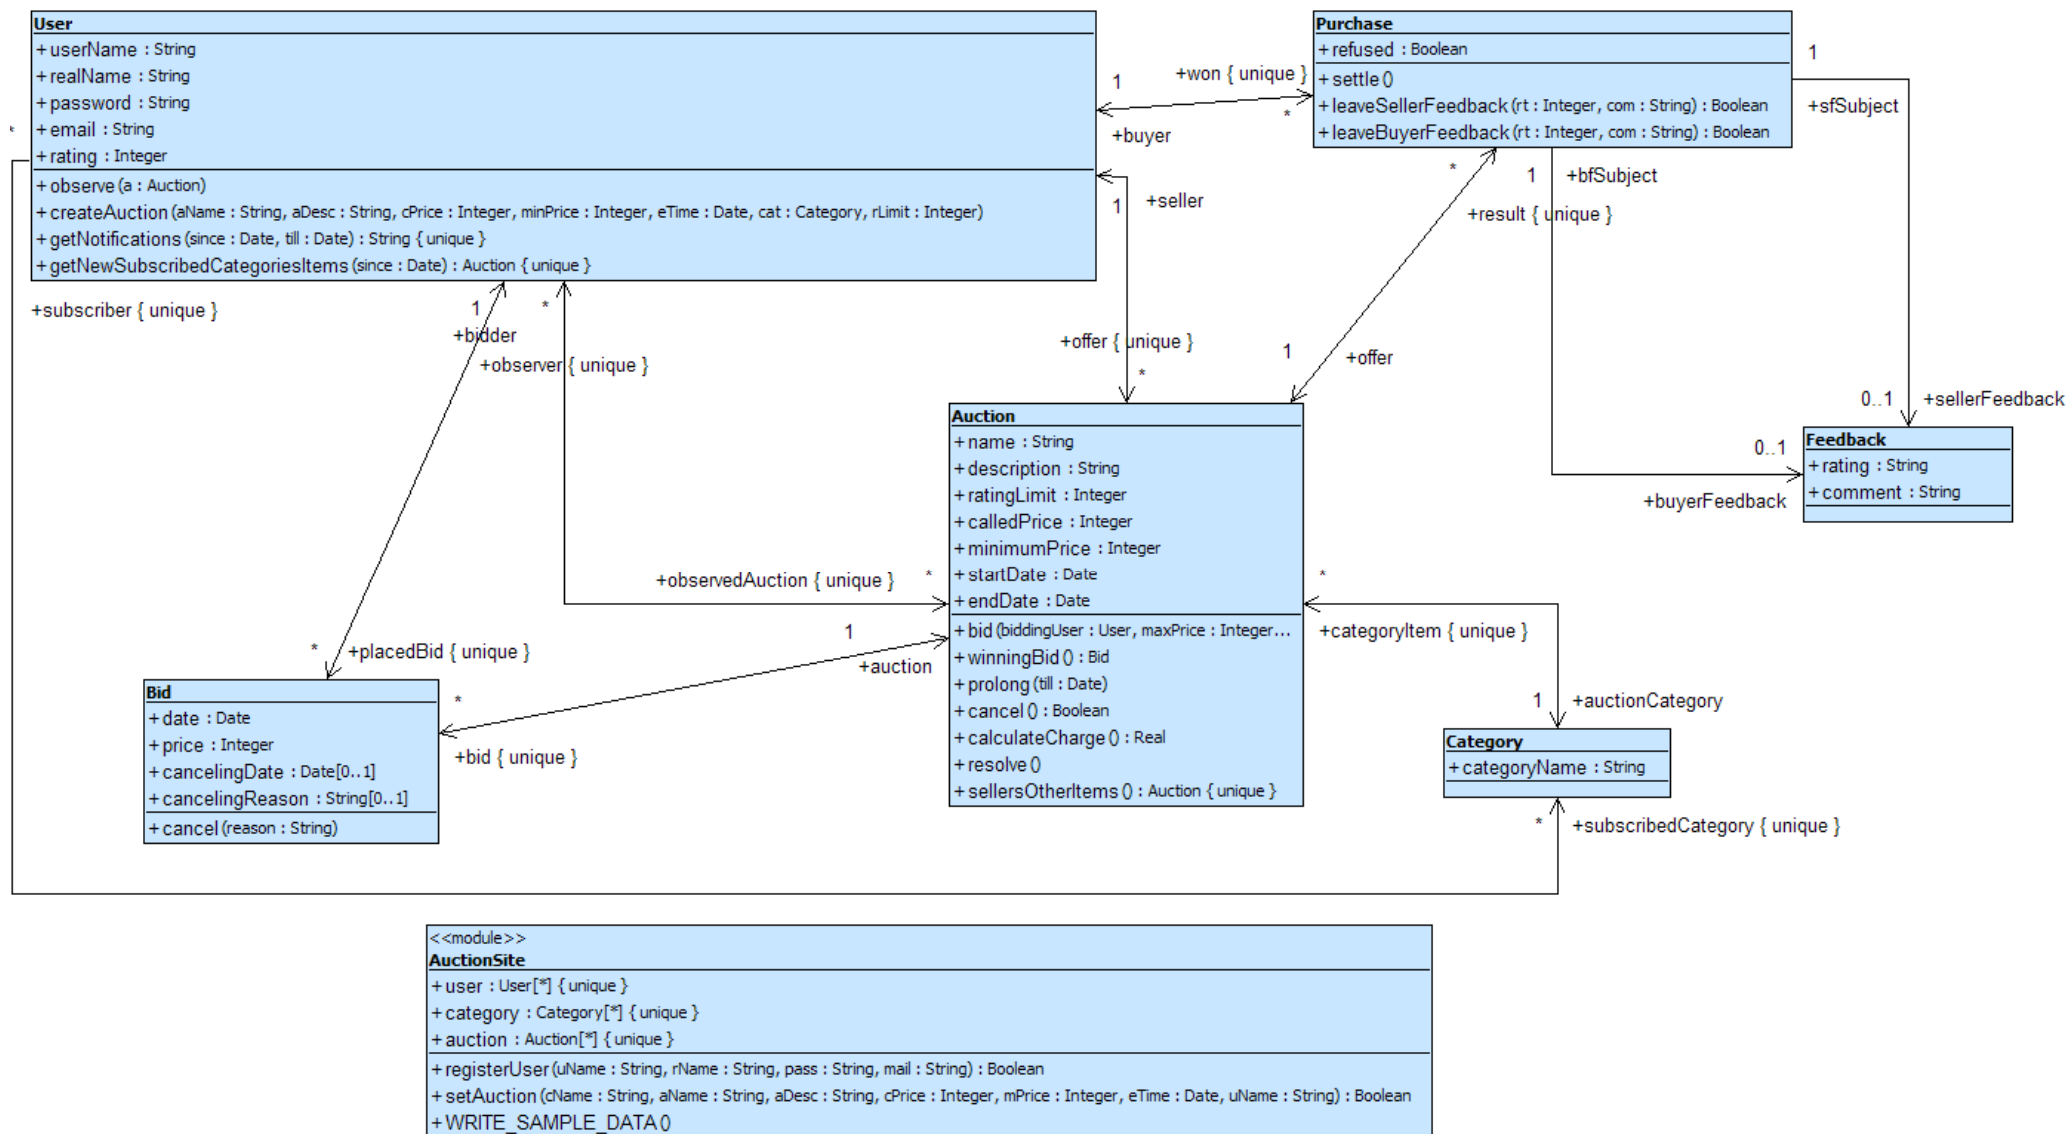 User
+ userName : String
+ realName : String
+ password : String
+ email : String
+ rating : Integer
+ observe (a : Auction)
+ createAuction (aName : String, aDesc : String, cPrice : Integer, minPrice : Integer, eTime : Date, cat : Category, rLimit : Integer)
+ getNotifications (since : Date, till : Date) : String { unique }
+ getNewSubscribedCategoriesItems (since : Date) : Auction { unique }
Purchase
+ refused : Boolean
+ settle ()
+ leaveSellerFeedback (rt : Integer, com : String) : Boolean
+ leaveBuyerFeedback (rt : Integer, com : String) : Boolean
1
+won { unique }
*
+buyer
1
+sfSubject
*
+seller
1
*
1
+bfSubject
+result { unique }
+subscriber { unique }
1
+bidder
*
+observer { unique }
+offer { unique }
*
1
+offer
0..1
+sellerFeedback
Auction
+ name : String
+ description : String
+ ratingLimit : Integer
+ calledPrice : Integer
+ minimumPrice : Integer
+ startDate : Date
+ endDate : Date
+ bid (biddingUser : User, maxPrice : Integer...
+ winningBid () : Bid
+ prolong (till : Date)
+ cancel () : Boolean
+ calculateCharge () : Real
+ resolve ()
+ sellersOtherItems () : Auction { unique }
Feedback
+ rating : String
+ comment : String
0..1
+buyerFeedback
+observedAuction { unique }
*
*
+categoryItem { unique }
1
+auction
*
+placedBid { unique }
Bid
+ date : Date
+ price : Integer
+ cancelingDate : Date[0..1]
+ cancelingReason : String[0..1]
+ cancel (reason : String)
*
+bid { unique }
1
+auctionCategory
Category
+ categoryName : String
*
+subscribedCategory { unique }
<<module>>
AuctionSite
+ user : User[*] { unique }
+ category : Category[*] { unique }
+ auction : Auction[*] { unique }
+ registerUser (uName : String, rName : String, pass : String, mail : String) : Boolean
+ setAuction (cName : String, aName : String, aDesc : String, cPrice : Integer, mPrice : Integer, eTime : Date, uName : String) : Boolean
+ WRITE_SAMPLE_DATA ()